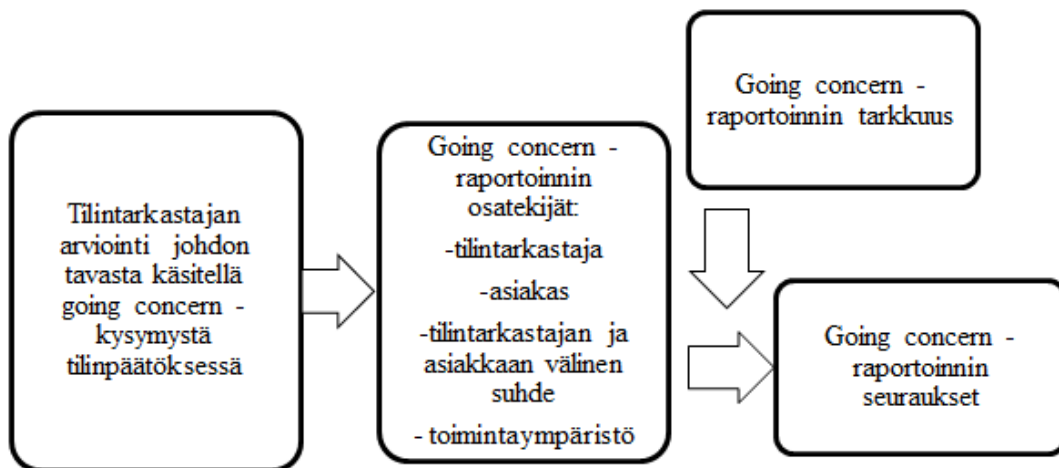 Tilintarkastajan
arviointi johdon
tavasta käsitellä
going concern -
kysymystä
tilinpäätöksessä
Going concern -
raportoinnin
osatekijät:
-tilintarkastaja
-asiakas
-tilintarkastajan ja
asiakkaan välinen
suhde
- toimintaympäristö
Going concern -
raportoinnin tarkkuus
Going concern -
raportoinnin
seuraukset